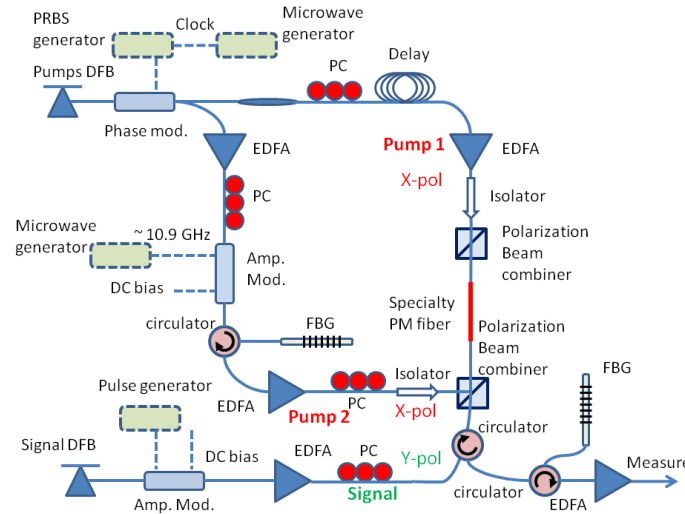 PRBS
generator
Clock
Microwave
generator
Pumps DFB
Phase mod.
PC
Delay
EDFA
Pump 1
EDFA
X-pol
Isolator
PC
Polarization
Beam
combiner
Microwave
generator
~ 10.9 GHz
DC bias
Amp.
Mod.
Specialty
PM fiber
circulator
FBG
Polarization
Beam
combiner
FBG
Isolator
EDFA
PC
Pump 2
X-pol
Pulse generator
circulator
Signal DFB
DC bias
EDFA
PC
Y-pol
Measure
Signal
circulator
EDFA
Amp. Mod.